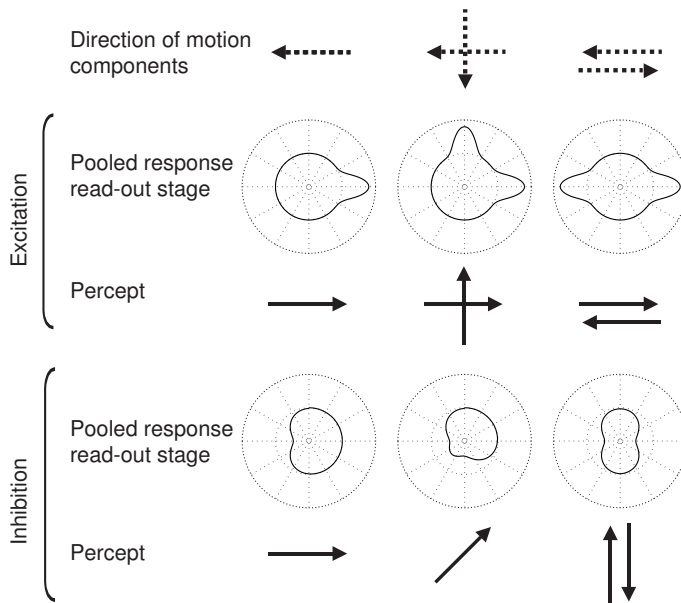 Direction of motion
components
Excitation
Pooled response
read-out stage
Percept
Inhibition
Pooled response
read-out stage
Percept